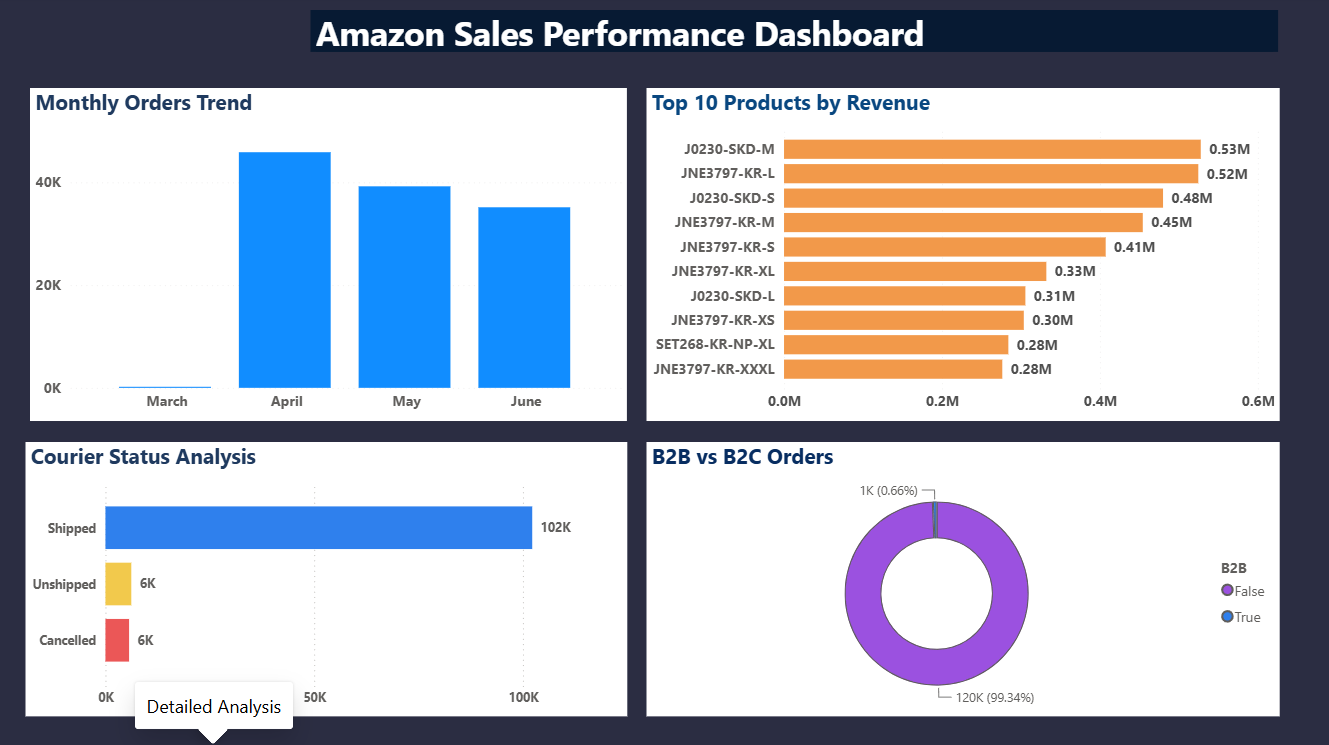 Amazon Sales Performance Dashboard
Monthly Orders Trend
40K
20K
0K
March April May June
Top 10 Products by Revenue
J0230-SKD-M 0.53M
JNE3797-KR-L 0.52M
J0230-SKD-S 0.48M
JNE3797-KR-M 0.45M
JNE3797-KR-S 0.41M
JNE3797-KR-XL 0.33M
J0230-SKD-L 0.31M
JNE3797-KR-XS 0.30M
SET268-KR-NP-XL 0.28M
JNE3797-KR-XXXL 0.28M
0.0M 0.2M 0.4M 0.6M
Courier Status Analysis
Shipped 102K
Unshipped 6K
Cancelled 6K
0K 50K 100K
Detailed Analysis
B2B vs B2C Orders
1K (0.66%)
B2B
False
True
120K (99.34%)